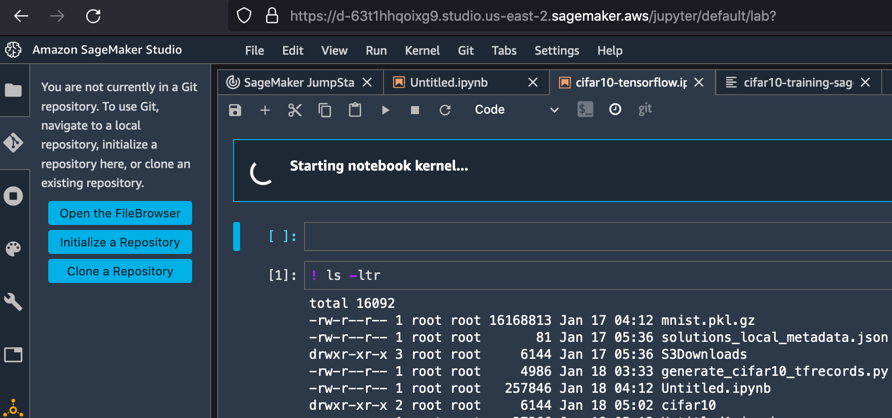 https://d-63t1hhqoixg9.studio.us-east-2.sagemaker.aws/jupyter/default/lab?
Amazon SageMaker Studio
File Edit View Run Kernel Git Tabs Settings Help
SageMaker JumpSta
Untitled.ipynb
cifar10-tensorflow.ip
cifar10-training-sag
Code
git
You are not currently in a Git
repository. To use Git,
navigate to a local
repository, initialize a
repository here, or clone an
existing repository.
Open the FileBrowser
Initialize a Repository
Clone a Repository
Starting notebook kernel...
[ ]:
[1]: ! ls -ltr
total 16092
-rw-r--r-- 1 root root 16168813 Jan 17 04:12 mnist.pkl.gz
-rw-r--r-- 1 root root 81 Jan 17 05:36 solutions_local_metadata.json
drwxr-xr-x 3 root root 6144 Jan 17 05:36 S3Downloads
-rw-r--r-- 1 root root 4986 Jan 18 03:33 generate_cifar10_tfrecords.py
-rw-r--r-- 1 root root 257846 Jan 18 04:12 Untitled.ipynb
drwxr-xr-x 2 root root 6144 Jan 18 05:02 cifar10